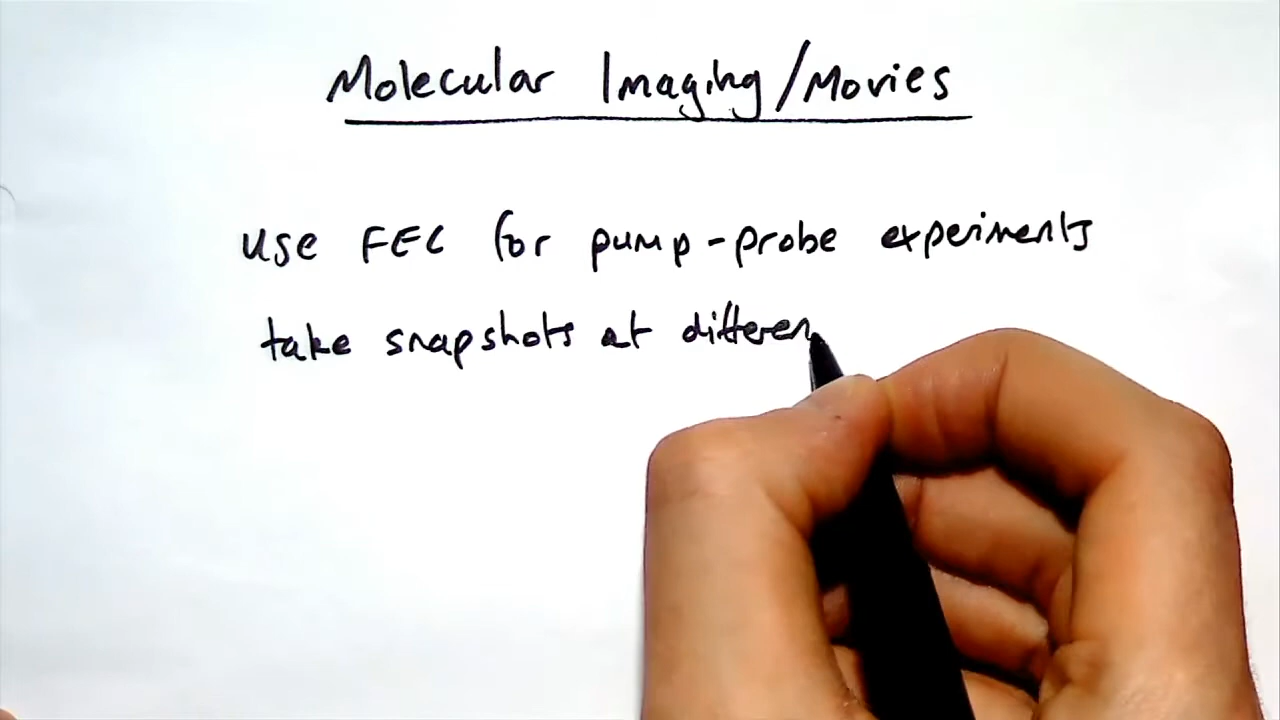 Molecular Imaging/Movies
use FEL for pump-probe experiments
take snapshots at differen